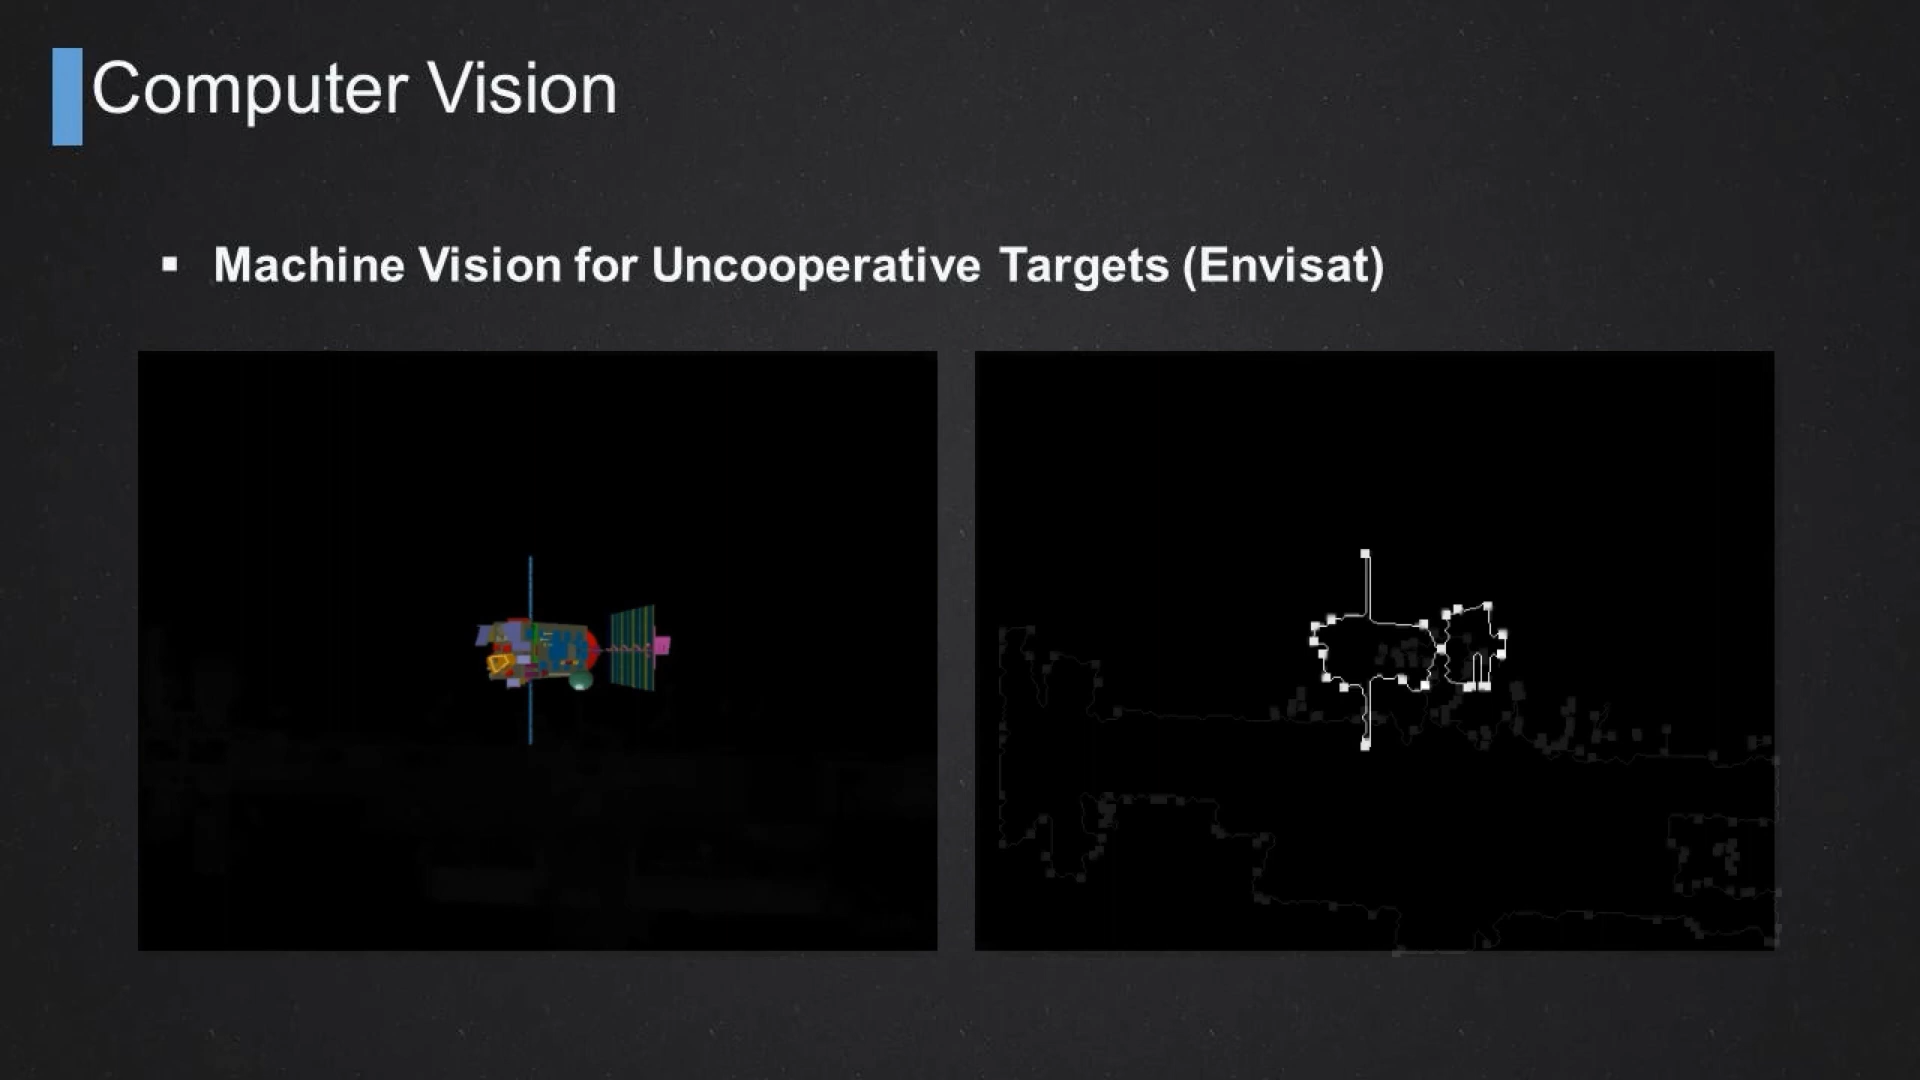 Computer Vision
▪ Machine Vision for Uncooperative Targets (Envisat)